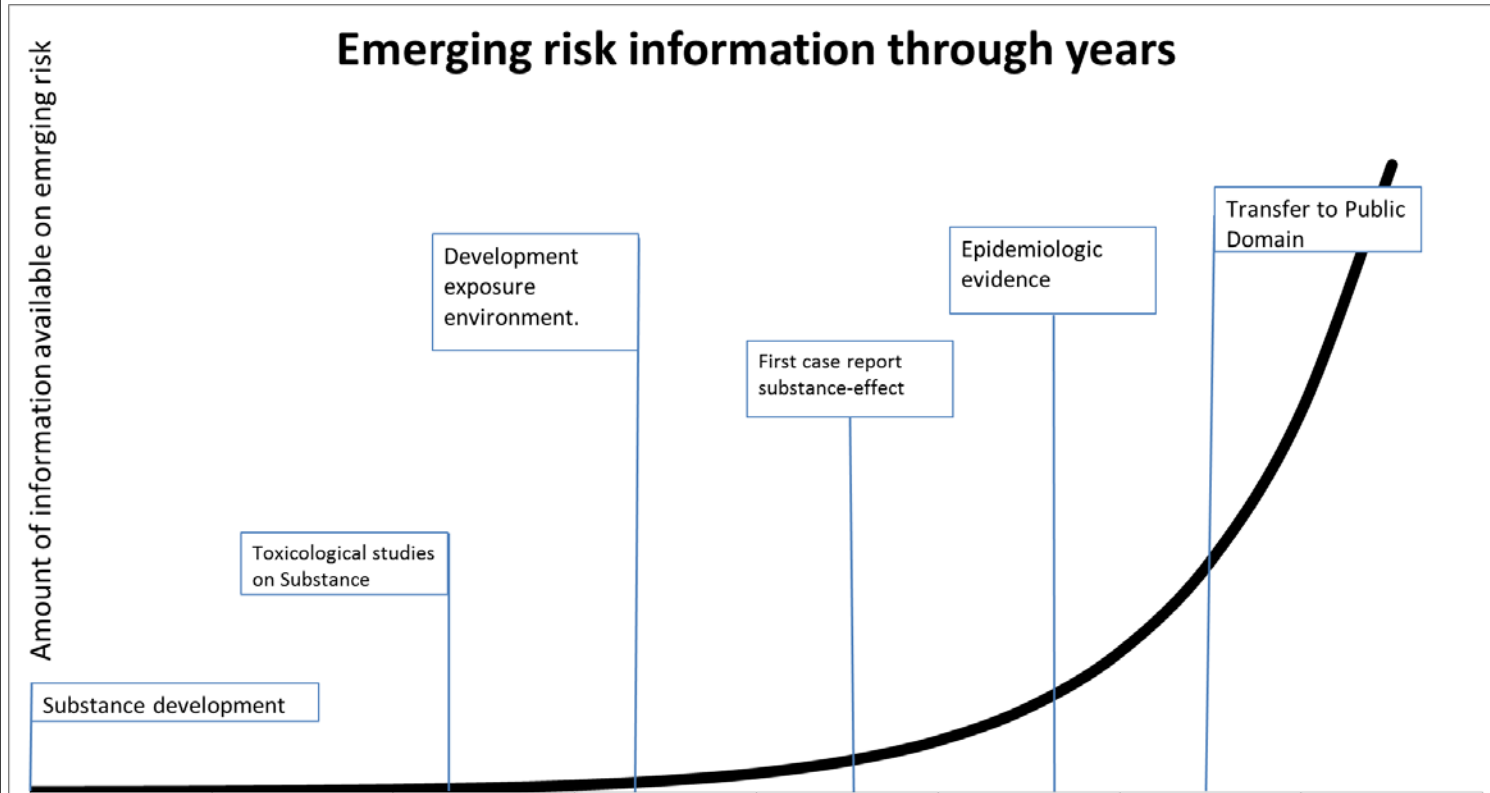 Emerging risk information through years
Amount of information available on emrging risk
Substance development
Toxicological studies
on Substance
Development
exposure
environment.
First case report
substance-effect
Epidemiologic
evidence
Transfer to Public
Domain